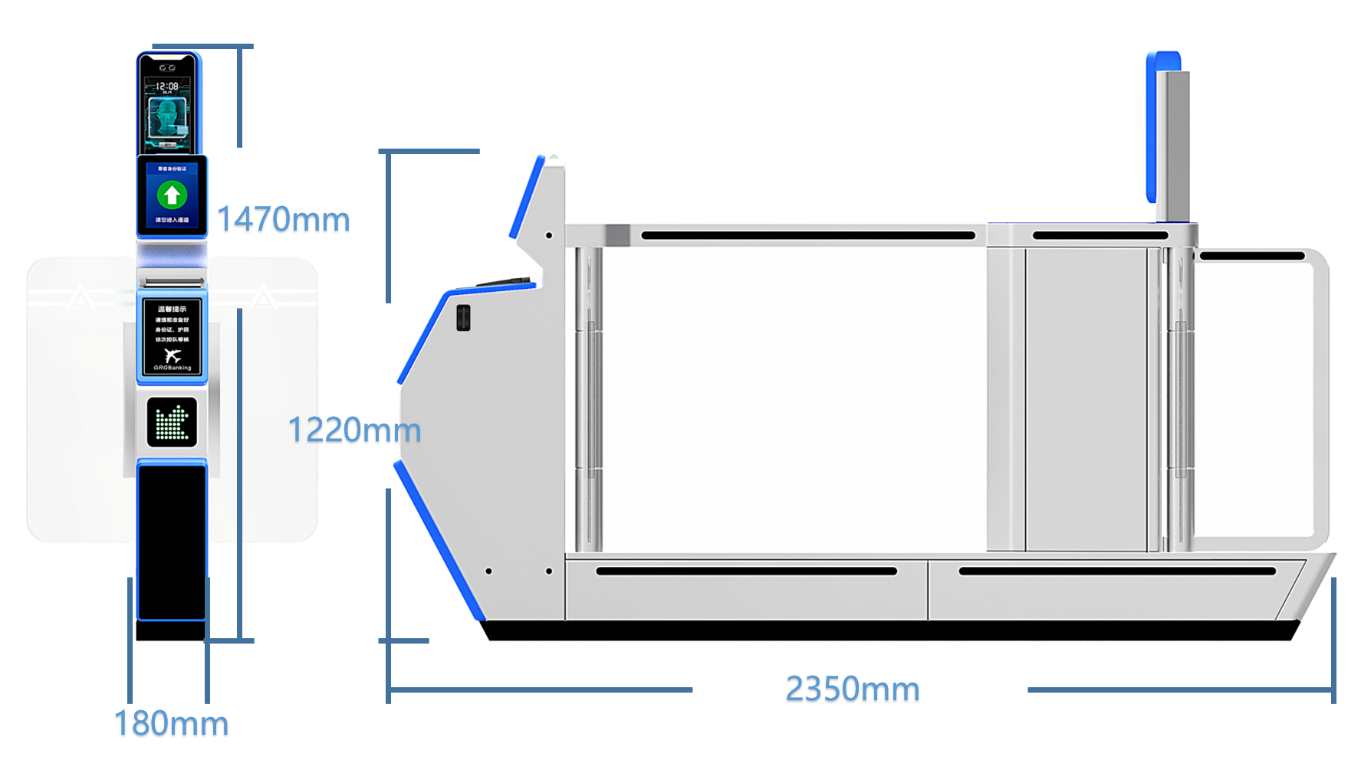 12:08
乘客身份验证
请您进入通道
1470mm
温馨提示
请提前准备好
身份证、护照
依次排队等候
GRGBanking
1220mm
2350mm
180mm